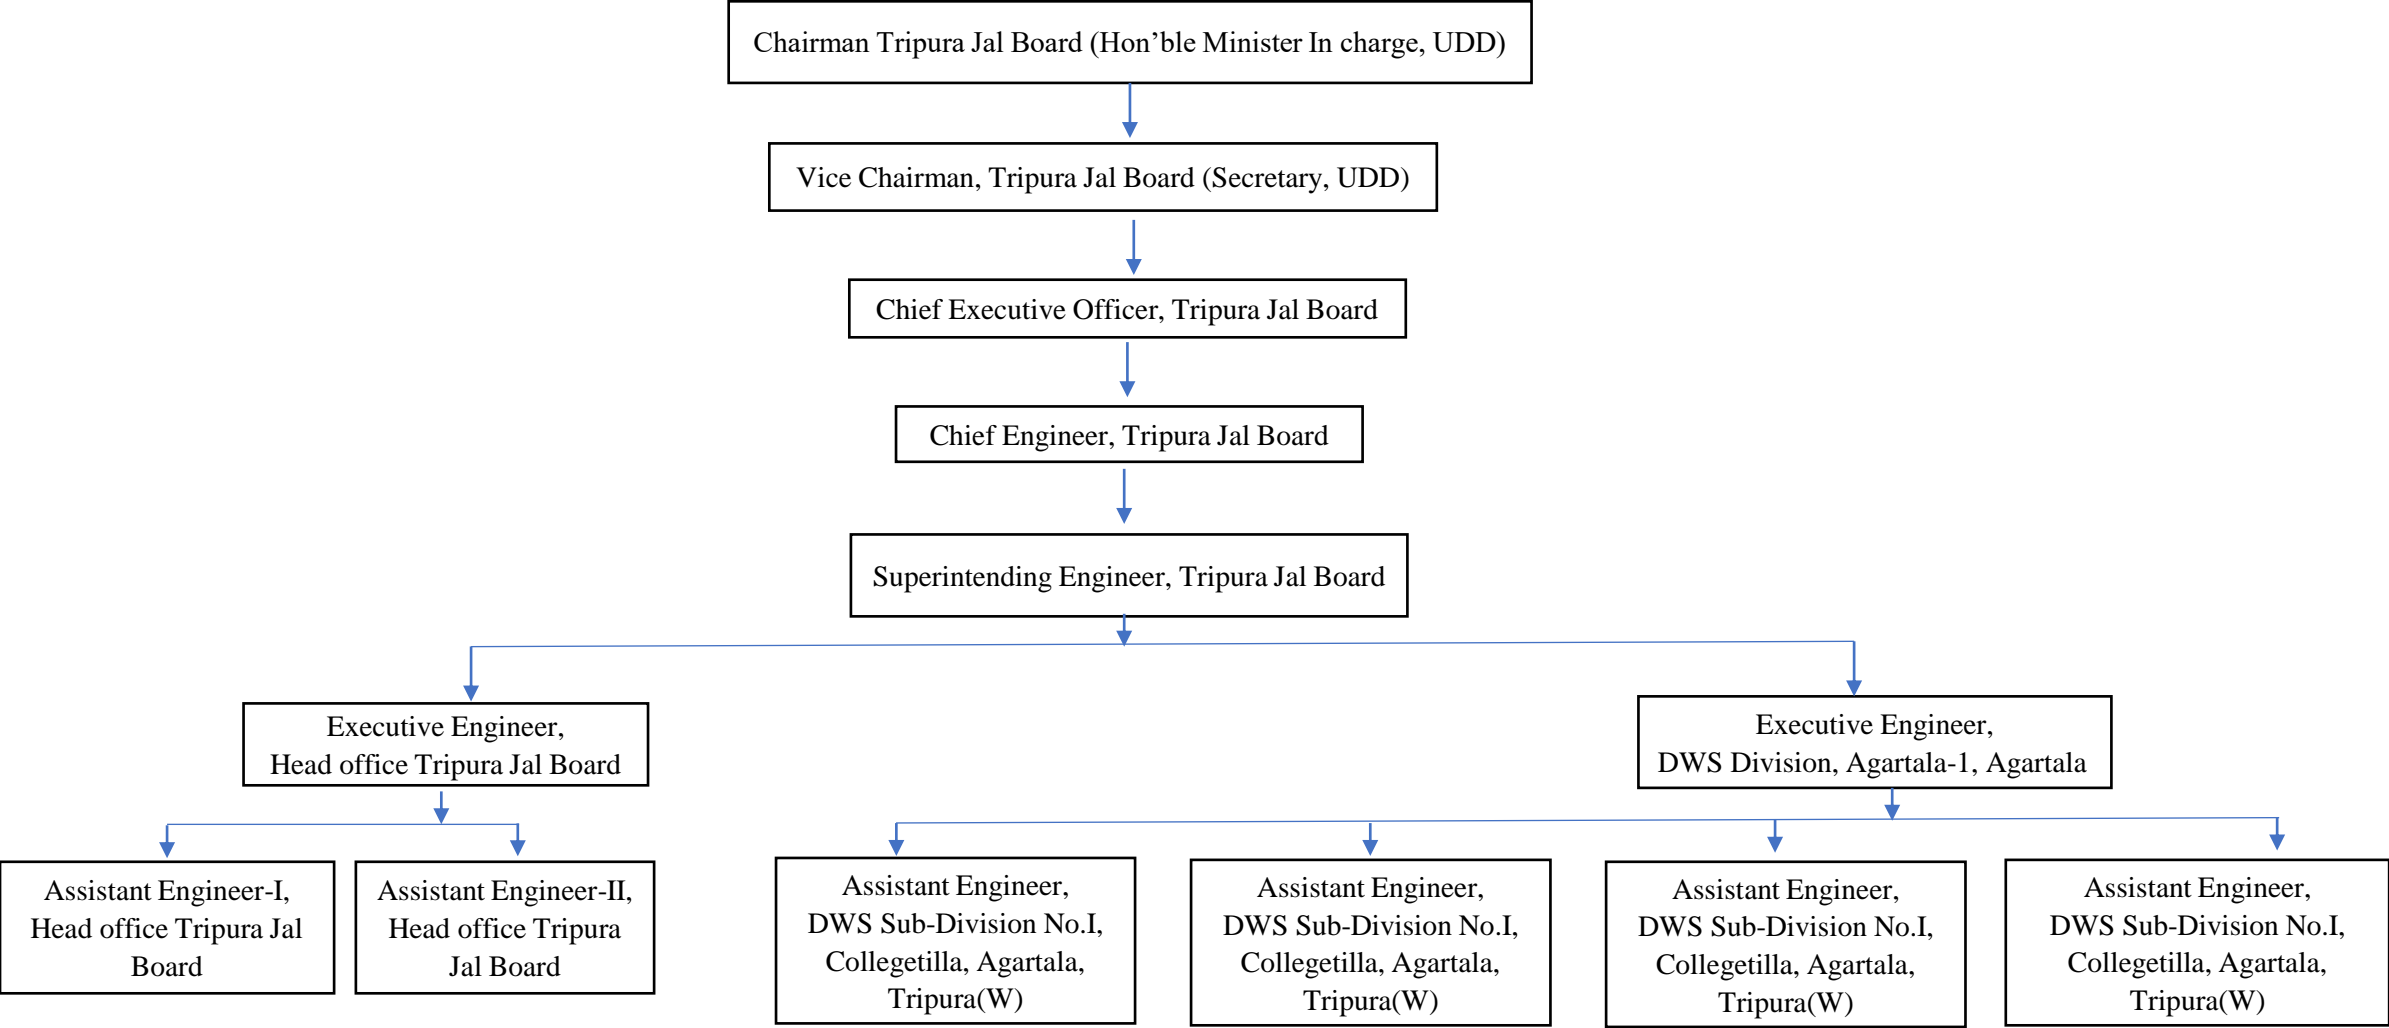 Chairman Tripura Jal Board (Hon’ble Minister In charge, UDD)
Vice Chairman, Tripura Jal Board (Secretary, UDD)
Chief Executive Officer, Tripura Jal Board
Chief Engineer, Tripura Jal Board
Superintending Engineer, Tripura Jal Board
Executive Engineer,
Head office Tripura Jal Board
Executive Engineer,
DWS Division, Agartala-1, Agartala
Assistant Engineer-I,
Head office Tripura Jal
Board
Assistant Engineer-II,
Head office Tripura
Jal Board
Assistant Engineer,
DWS Sub-Division No.I,
Collegetilla, Agartala,
Tripura(W)
Assistant Engineer,
DWS Sub-Division No.I,
Collegetilla, Agartala,
Tripura(W)
Assistant Engineer,
DWS Sub-Division No.I,
Collegetilla, Agartala,
Tripura(W)
Assistant Engineer,
DWS Sub-Division No.I,
Collegetilla, Agartala,
Tripura(W)